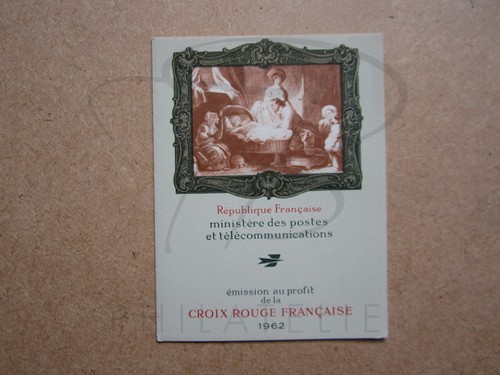 République Française
ministère des postes
et télécommunications
émission au profit
de la
CROIX ROUGE FRANÇAISE
PHILATELIE
1962